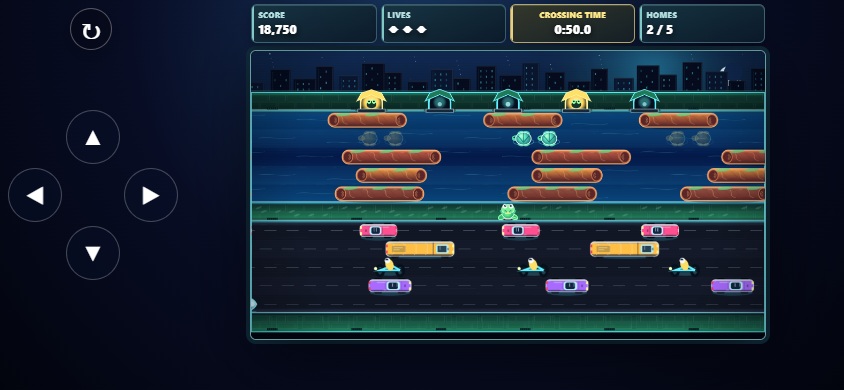 SCORE
18,750
LIVES
CROSSING TIME
0:50.0
HOMES
2 / 5